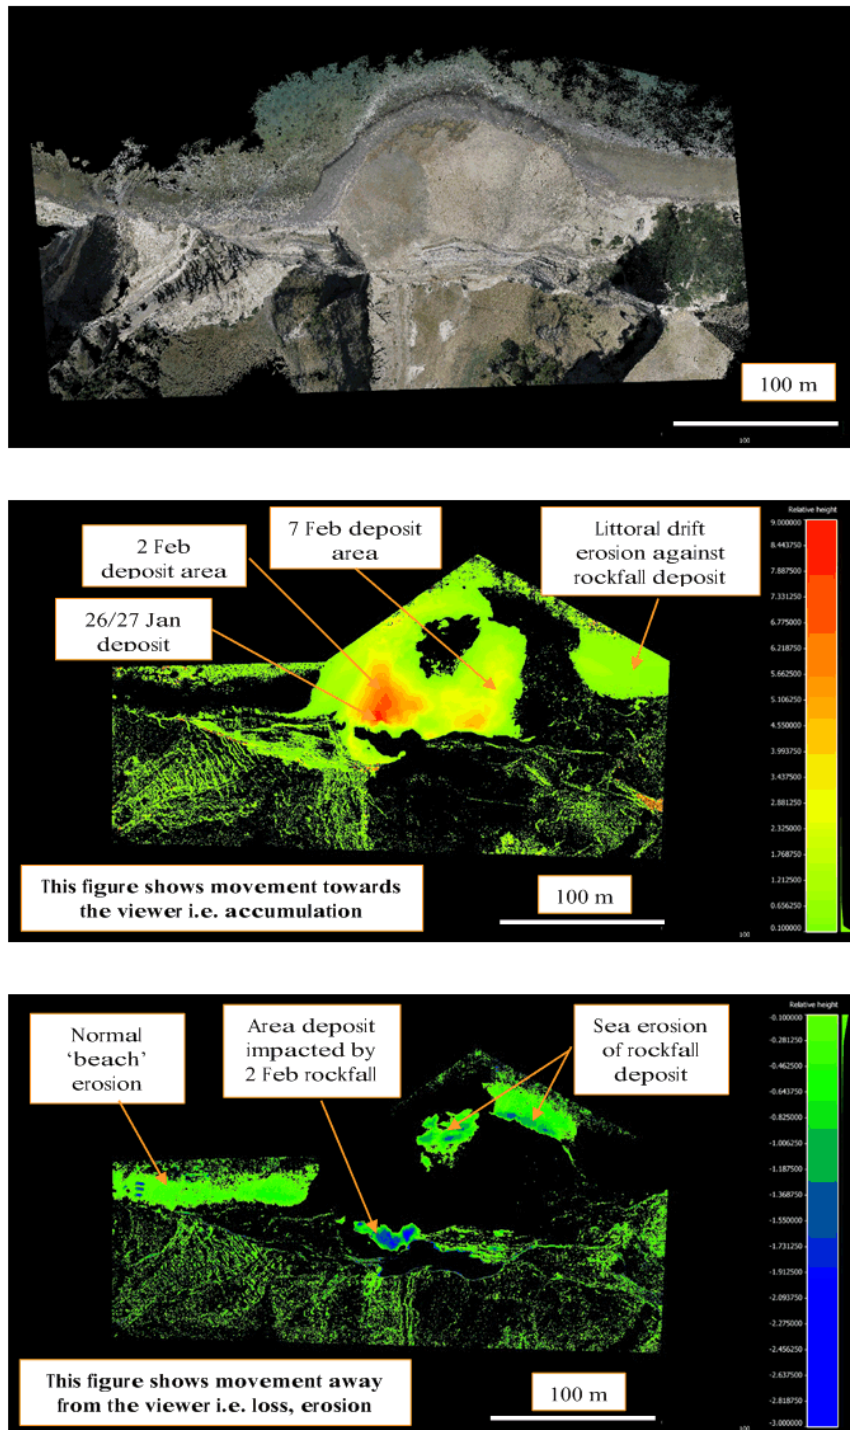 100 m
100
Relative height
9.000000
8.443750
7.887500
7.331250
6.775000
6.218750
5.662500
5.106250
4.550000
3.993750
3.437500
2.881250
2.325000
1.768750
1.212500
0.656250
0.100000
2 Feb
deposit area
7 Feb deposit
area
Littoral drift
erosion against
rockfall deposit
26/27 Jan
deposit
This figure shows movement towards
the viewer i.e. accumulation
100 m
100
Relative height
-0.100000
-0.281250
-0.462500
-0.643750
-0.825000
-1.006250
-1.187500
-1.368750
-1.550000
-1.731250
-1.912500
-2.093750
-2.275000
-2.456250
-2.637500
-2.818750
-3.000000
Normal
‘beach’
erosion
Area deposit
impacted by
2 Feb rockfall
Sea erosion
of rockfall
deposit
This figure shows movement away
from the viewer i.e. loss, erosion
100 m
100